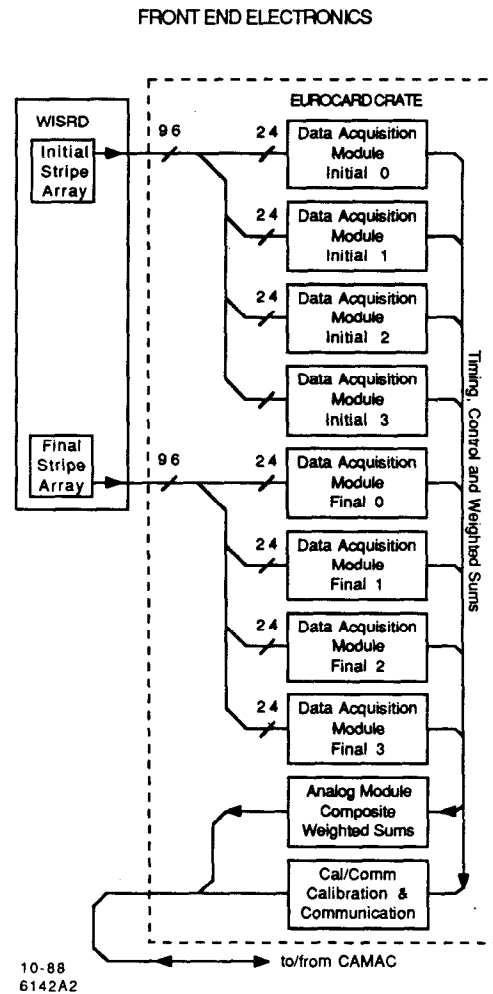 FRONT END ELECTRONICS
EUROCARD CRATE
WISRD
Initial
Stripe
Array
96
24
Data Acquisition
Module
Initial 0
24
Data Acquisition
Module
Initial 1
24
Data Acquisition
Module
Initial 2
Data Acquisition
Module
Initial 3
Timing, Control and Weighted Sums
Final
Stripe
Array
96
24
Data Acquisition
Module
Final 0
24
Data Acquisition
Module
Final 1
24
Data Acquisition
Module
Final 2
24
Data Acquisition
Module
Final 3
Analog Module
Composite
Weighted Sums
Cal/Comm
Calibration &
Communication
to/from CAMAC
10-88
6142A2